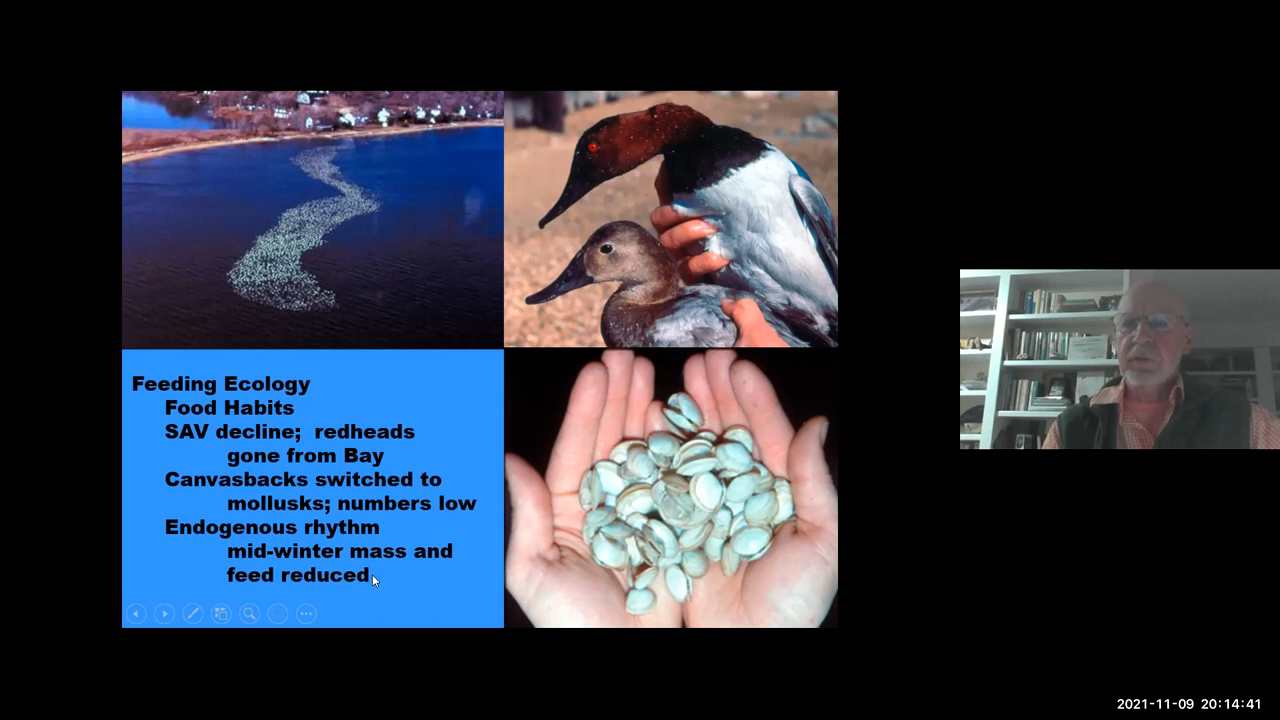 Feeding Ecology
Food Habits
SAV decline;  redheads
gone from Bay
Canvasbacks switched to
mollusks; numbers low
Endogenous rhythm
mid-winter mass and
feed reduced
2021-11-09 20:14:41